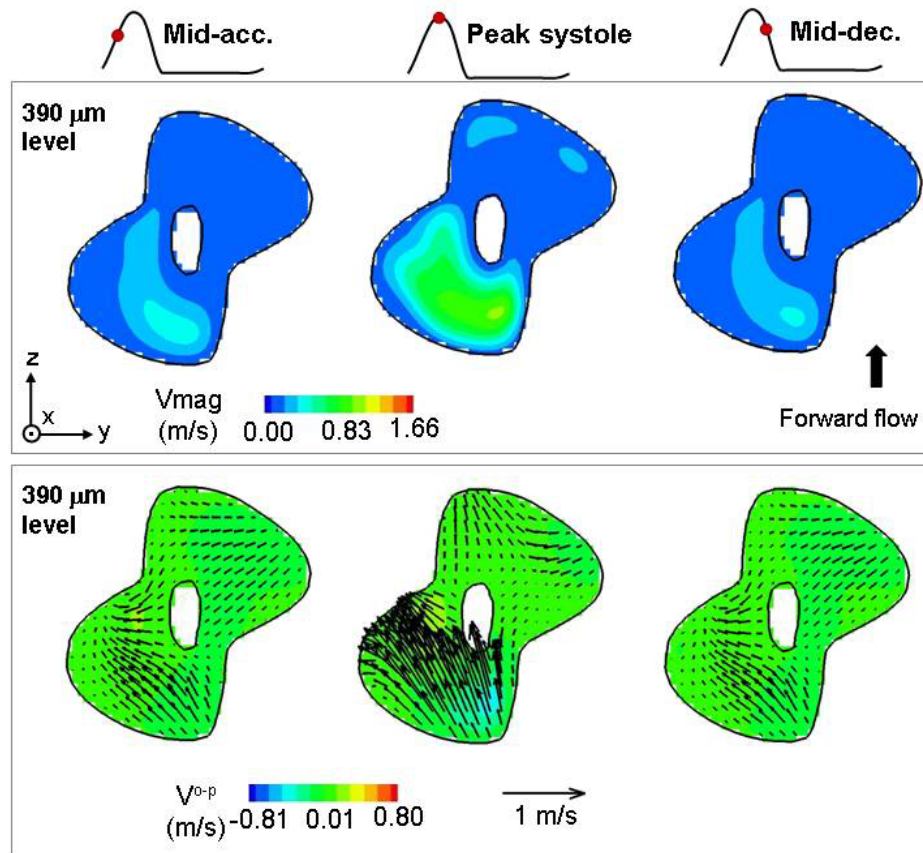 Mid-acc. Peak systole Mid-dec.
390 μm
level
z
x
y
Vmag
(m/s)
0.00 0.83 1.66
Forward flow
390 μm
level
V^o-p
(m/s)
-0.81 0.01 0.80
1 m/s